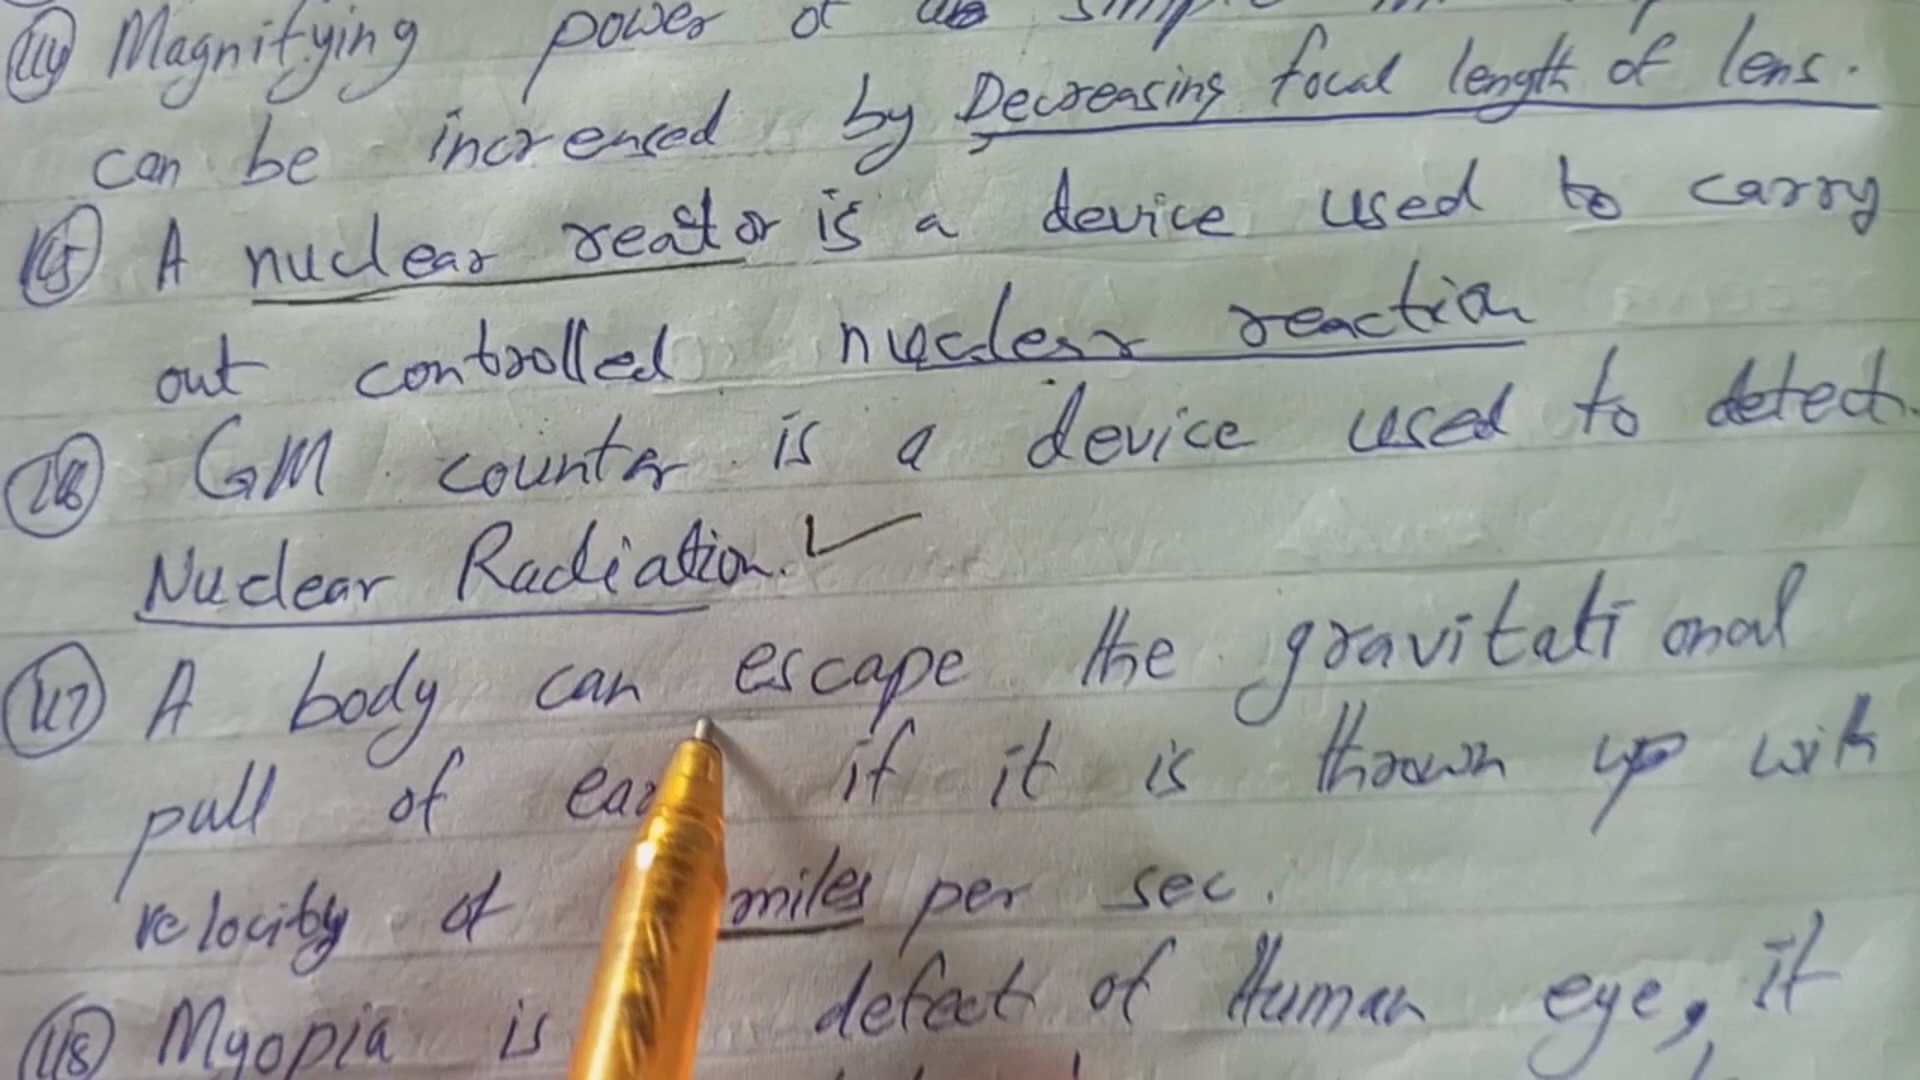 114 Magnifying power of simple
can be increased by Decreasing focal length of lens.
115 A nuclear reactor is a device used to carry
out controlled nuclear reaction
116 GM counter is a device used to detect
Nuclear Radiation.
117 A body can escape the gravitational
pull of if it is thrown up with
velocity of miles per sec.
118 Myopia is defect of Human eye, it